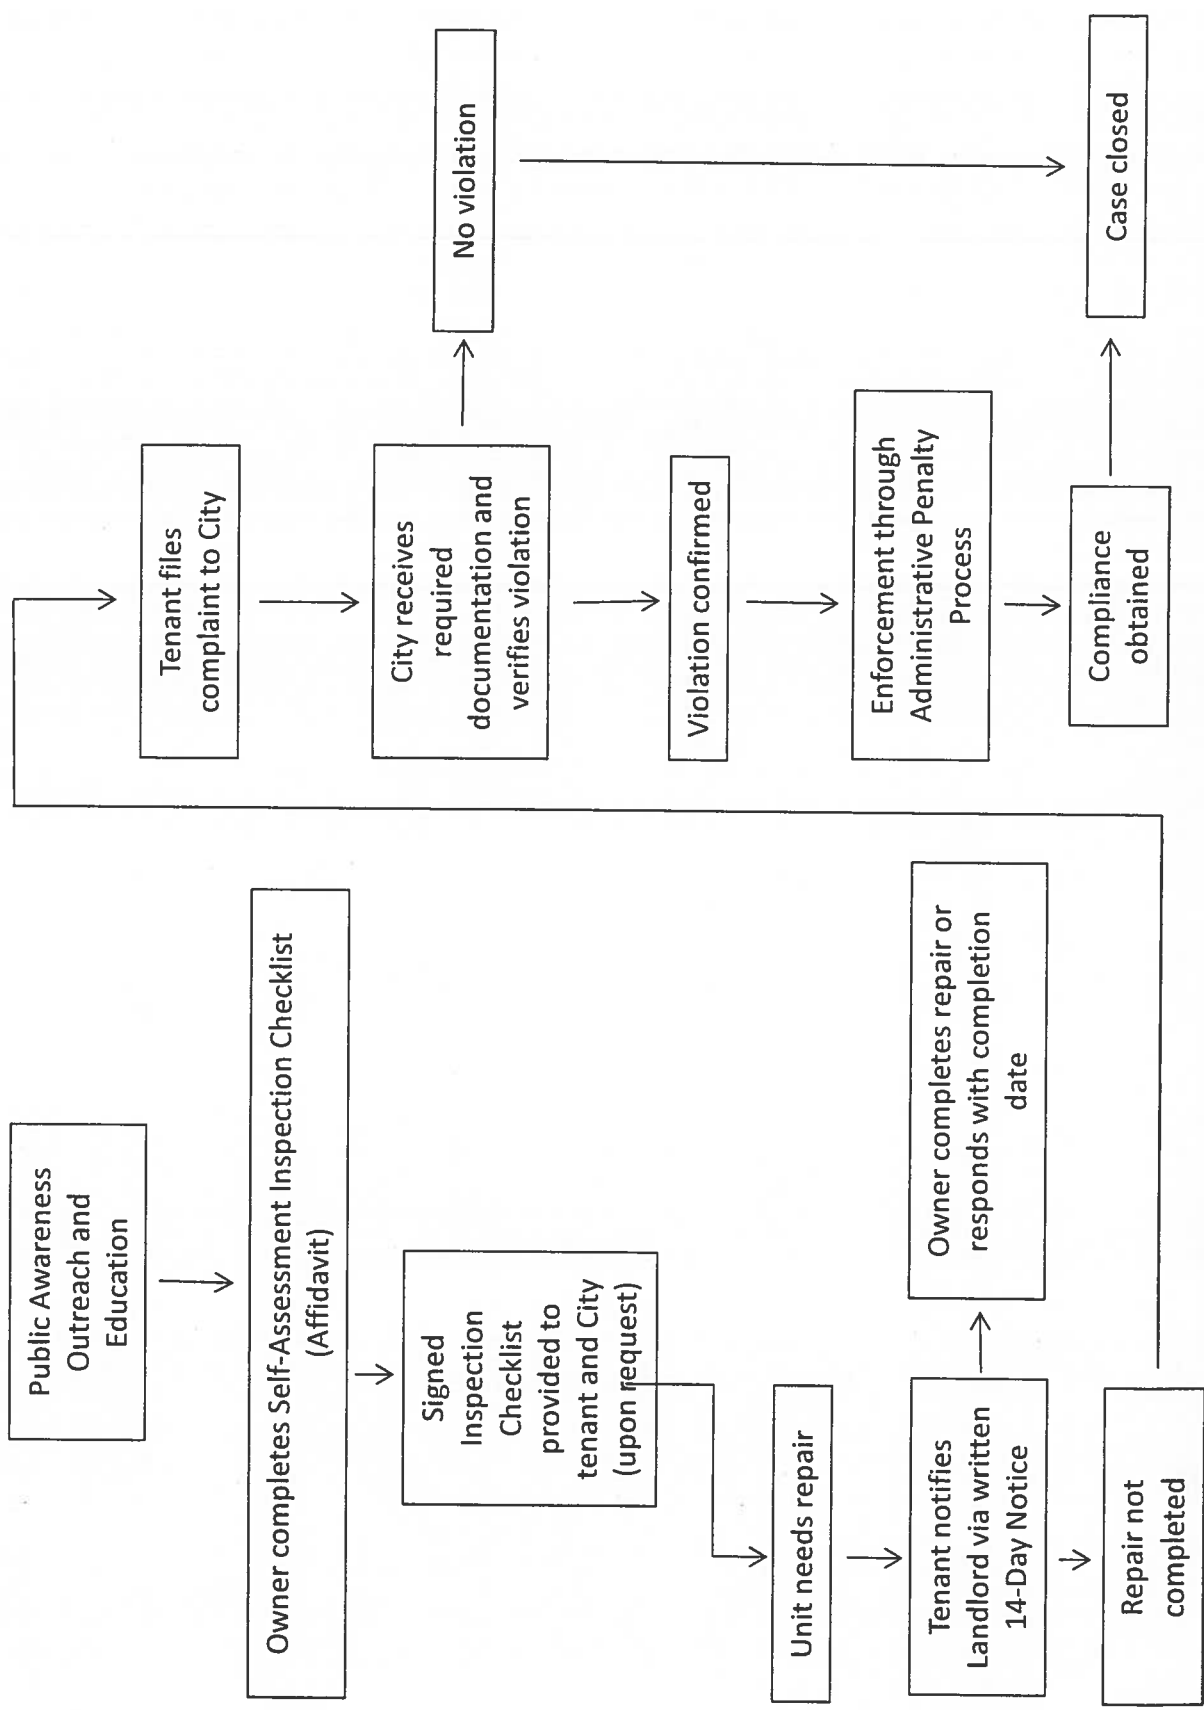 Public Awareness
Outreach and
Education
Owner completes Self-Assessment Inspection Checklist
(Affidavit)
Signed
Inspection
Checklist
provided to
tenant and City
(upon request)
Unit needs repair
Tenant notifies
Landlord via written
14-Day Notice
Owner completes repair or
responds with completion
date
Repair not
completed
Tenant files
complaint to City
City receives
required
documentation and
verifies violation
No violation
Violation confirmed
Enforcement through
Administrative Penalty
Process
Compliance
obtained
Case closed